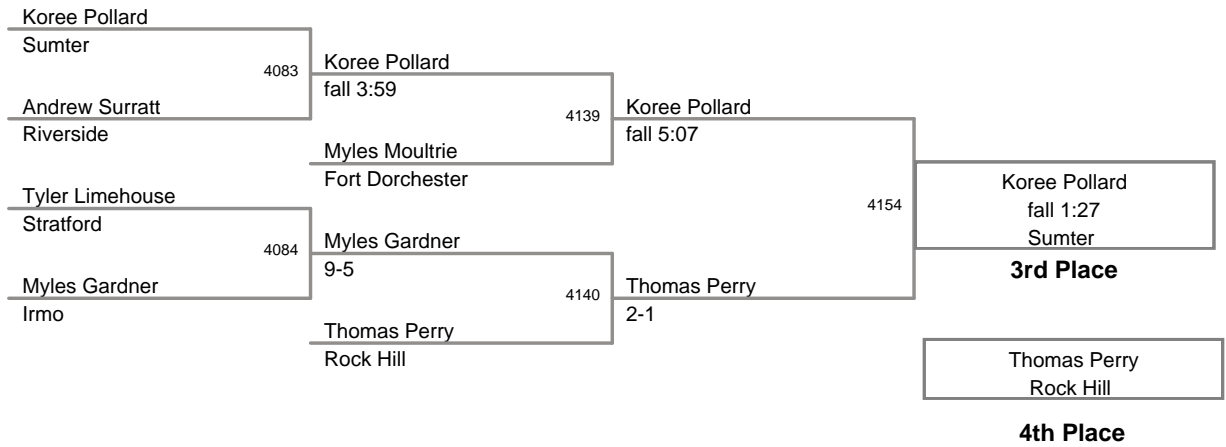 Koree Pollard
Sumter
4083
Andrew Surratt
Riverside
Tyler Limehouse
Stratford
4084
Myles Gardner
Irmo
Koree Pollard
fall 3:59
4139
Myles Moultrie
Fort Dorchester
Myles Gardner
9-5
4140
Thomas Perry
Rock Hill
Koree Pollard
fall 5:07
4154
Thomas Perry
2-1
Koree Pollard
fall 1:27
Sumter
3rd Place
Thomas Perry
Rock Hill
4th Place